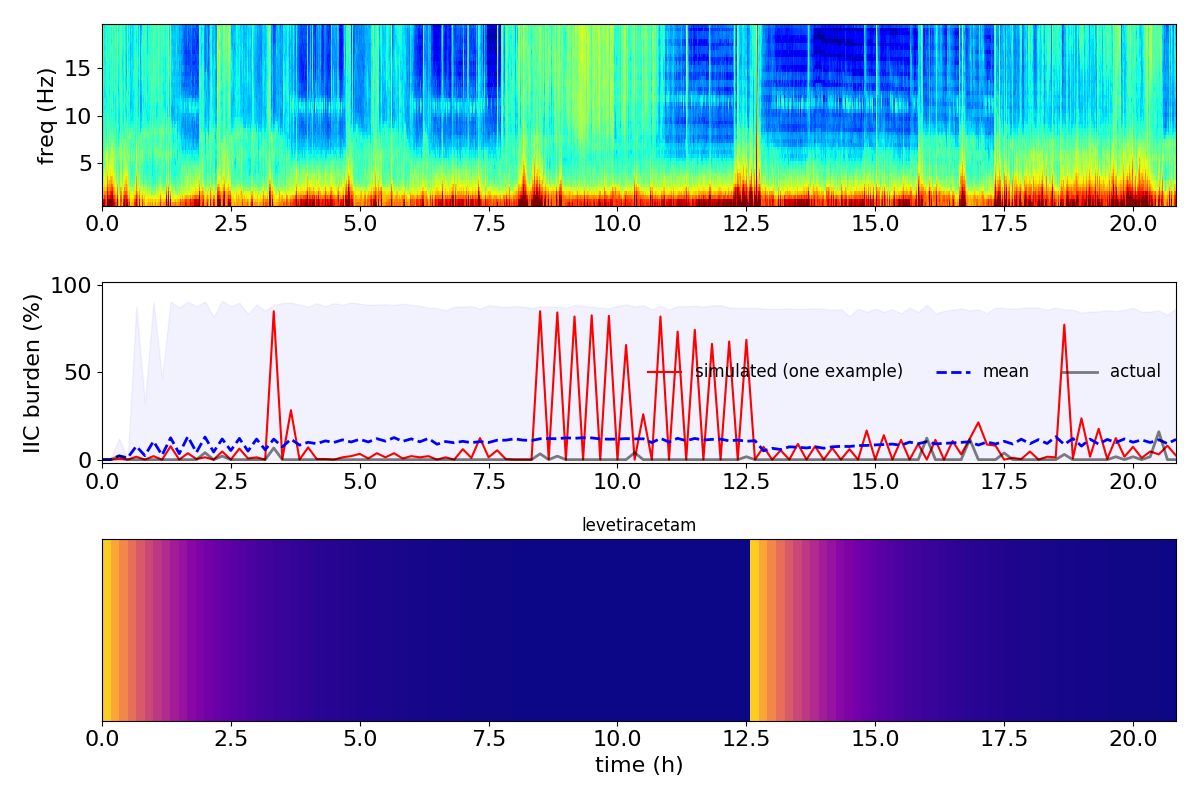 freq (Hz)
15
10
5
0.0 2.5 5.0 7.5 10.0 12.5 15.0 17.5 20.0
IIC burden (%)
100
50
0
simulated (one example) mean actual
0.0 2.5 5.0 7.5 10.0 12.5 15.0 17.5 20.0
levetiracetam
0.0 2.5 5.0 7.5 10.0 12.5 15.0 17.5 20.0
time (h)